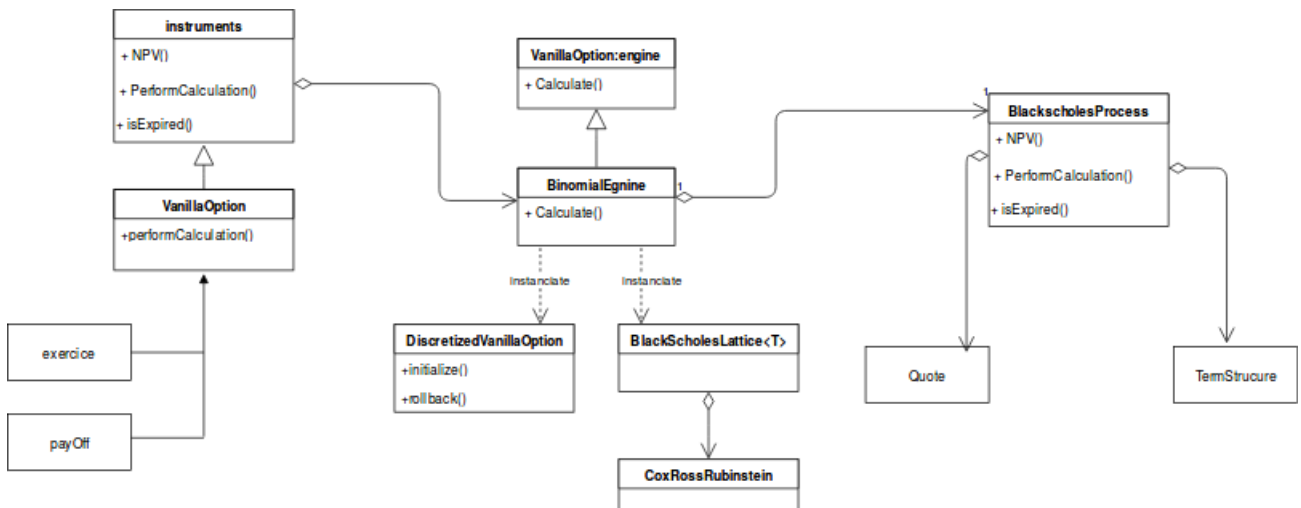 instruments
+ NPV()
+ PerformCalculation()
+ isExpired()
VanillaOption
+performCalculation()
exercice
payOff
VanillaOption:engine
+ Calculate()
BinomialEgnine
+ Calculate()
1
1
Instanciate
Instanciate
DiscretizedVanillaOption
+initialize()
+rollback()
BlackScholesLattice<T>
CoxRossRubinstein
BlackscholesProcess
+ NPV()
+ PerformCalculation()
+ isExpired()
Quote
TermStrucure